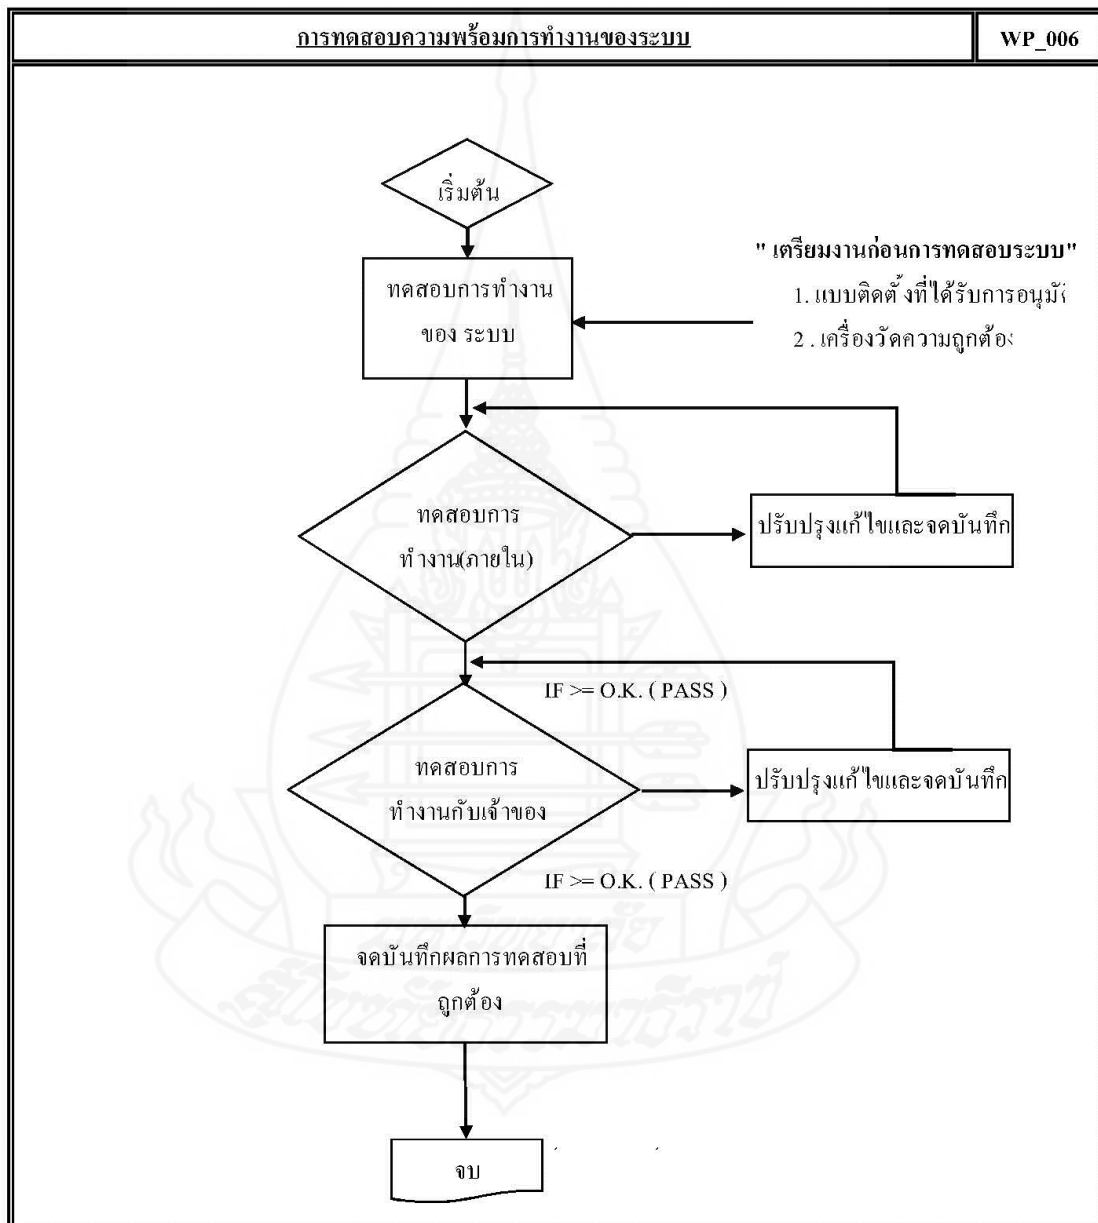 การทดสอบความพร้อมการทำงานของระบบ
WP_006
เริ่มต้น
" เตรียมงานก่อนการทดสอบระบบ"
1. แบบติดตั้งที่ได้รับการอนุมัติ
2 . เครื่องวัดความถูกต้อง
ทดสอบการทำงาน
ของ ระบบ
ทดสอบการ
ทำงาน(ภายใน)
ปรับปรุงแก้ไขและจดบันทึก
IF >= O.K. ( PASS )
ทดสอบการ
ทำงานกับเจ้าของ
ปรับปรุงแก้ไขและจดบันทึก
IF >= O.K. ( PASS )
จดบันทึกผลการทดสอบที่
ถูกต้อง
จบ